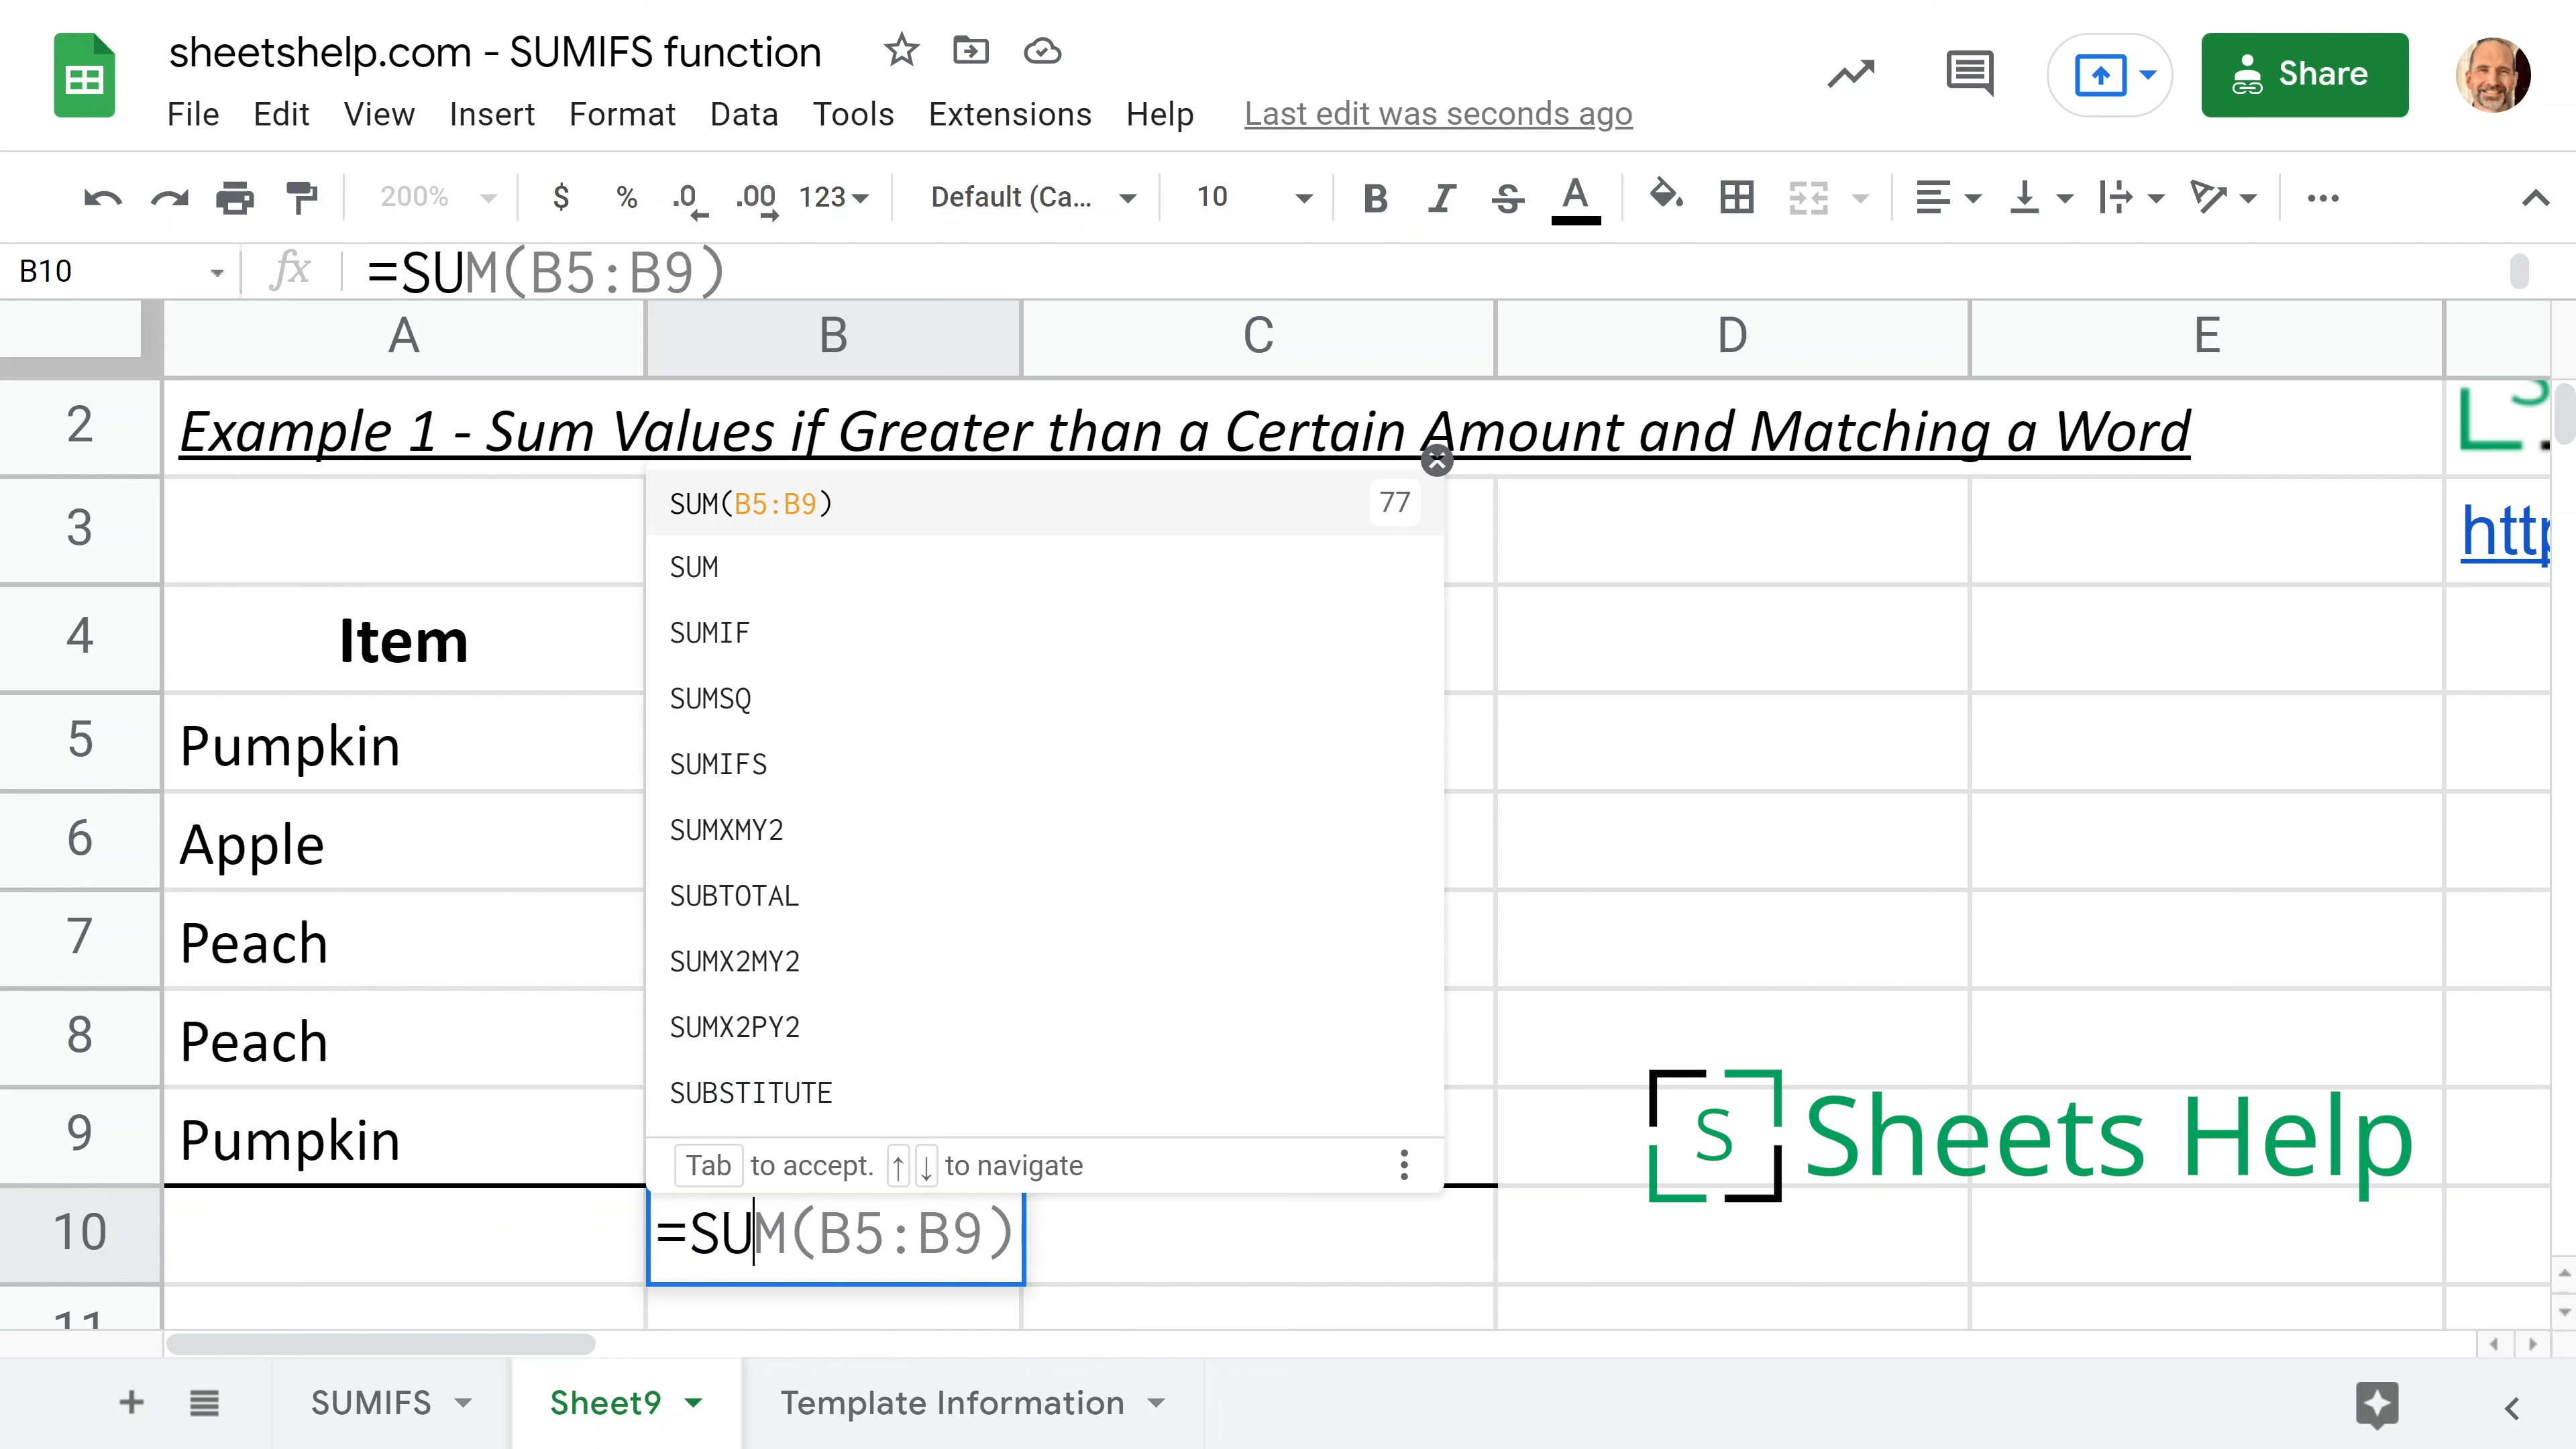 sheetshelp.com - SUMIFS function
File Edit View Insert Format Data Tools Extensions Help Last edit was seconds ago
Share
200% $ % .0 .00 123 Default (Ca... 10 B I S A
B10 fx =SUM(B5:B9)
A B C D E
2 Example 1 - Sum Values if Greater than a Certain Amount and Matching a Word
SUM(B5:B9) 77
3
SUM
4 Item
SUMIF
SUMSQ
5 Pumpkin
SUMIFS
6 Apple
SUMXMY2
SUBTOTAL
7 Peach
SUMX2MY2
8 Peach
SUMX2PY2
SUBSTITUTE
9 Pumpkin
Tab to accept. ↑ ↓ to navigate
S Sheets Help
10 =SUM(B5:B9)
11
+ SUMIFS Sheet9 Template Information